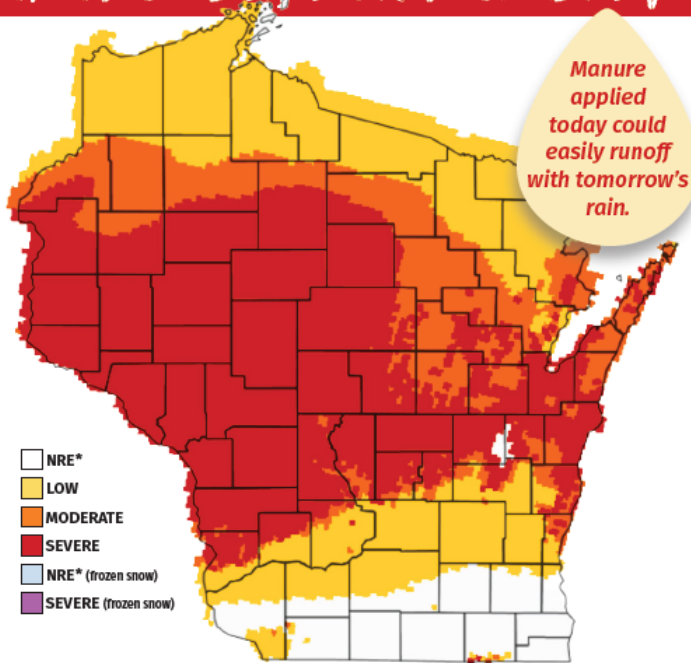 Manure
applied
today could
easily runoff
with tomorrow's
rain.
NRE*
LOW
MODERATE
SEVERE
NRE* (frozen snow)
SEVERE (frozen snow)